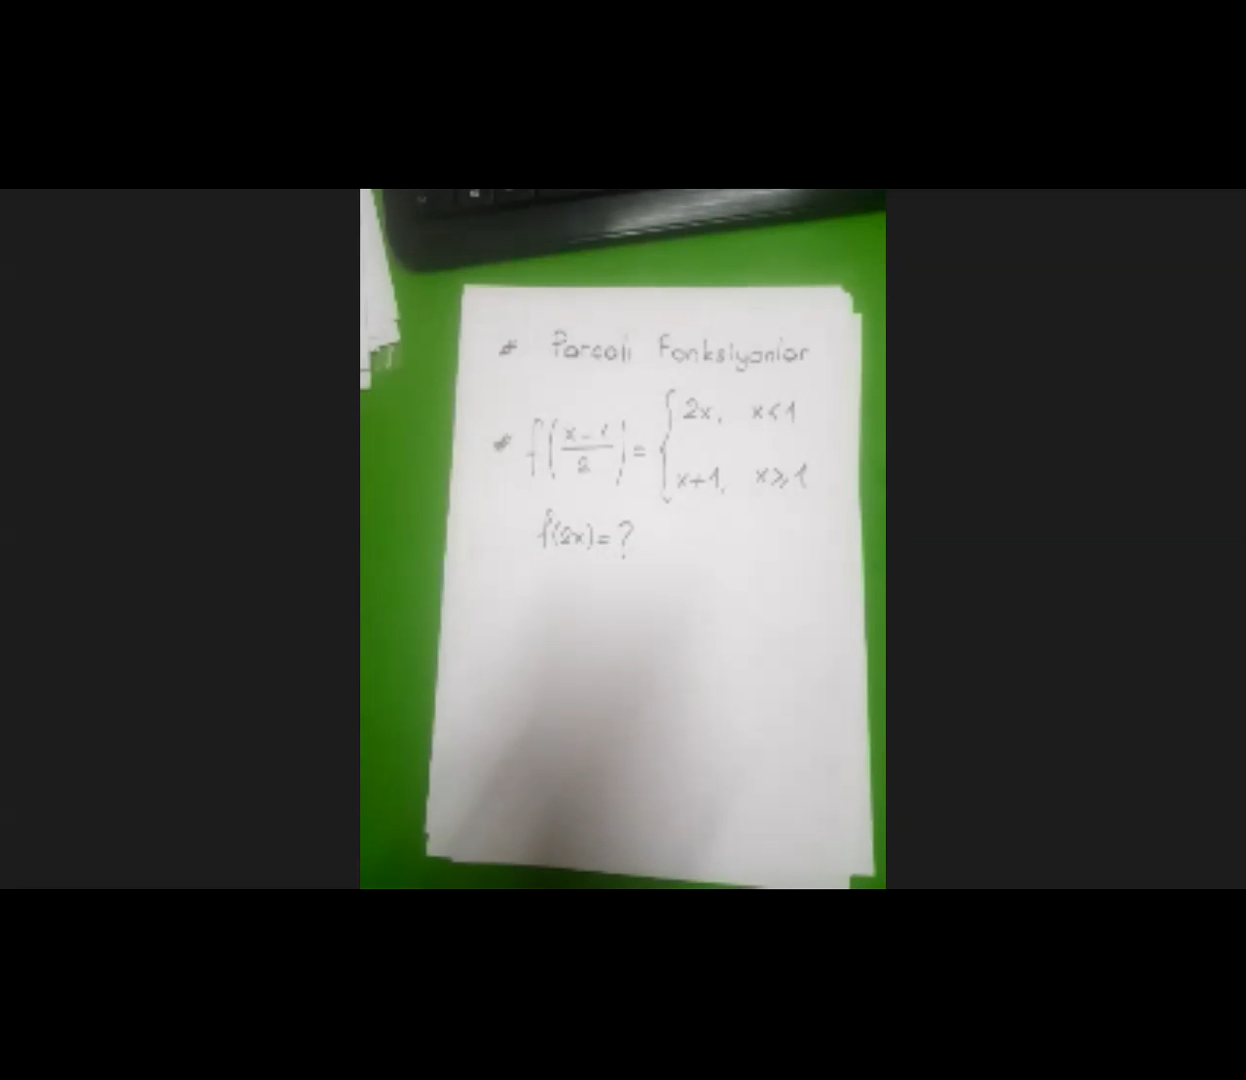 # Parçalı Fonksiyonlar
# f(x-1/2) = { 2x, x<1
x+1, x≥1
f(2x)=?